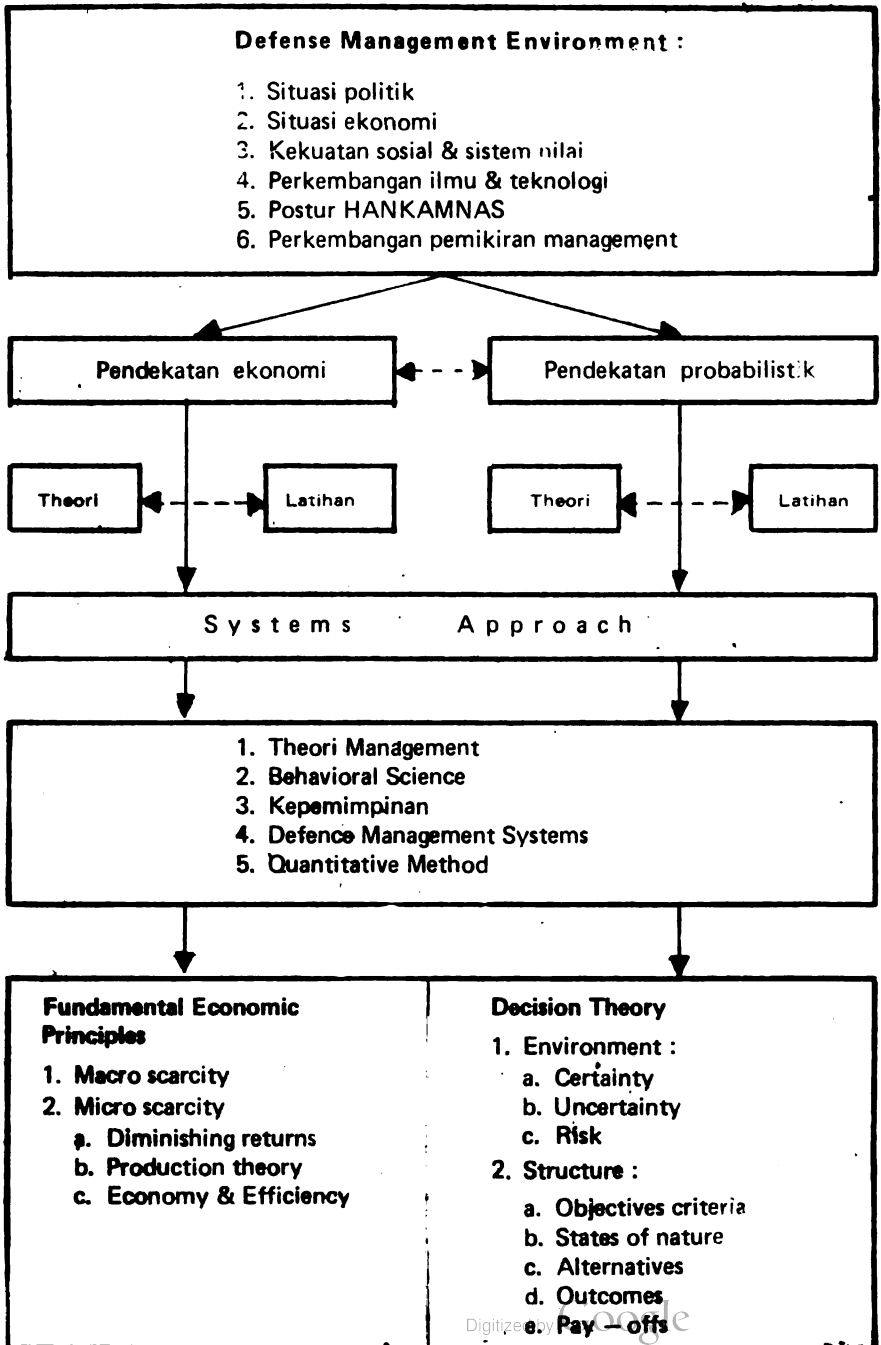 Defense Management Environment :
1. Situasi politik
2. Situasi ekonomi
3. Kekuatan sosial & sistem nilai
4. Perkembangan ilmu & teknologi
5. Postur HANKAMNAS
6. Perkembangan pemikiran management
Pendekatan ekonomi
Pendekatan probabilistik
Theori
Latihan
Theori
Latihan
Systems Approach
1. Theori Management
2. Behavioral Science
3. Kepemimpinan
4. Defence Management Systems
5. Quantitative Method
Fundamental Economic
Principles
1. Macro scarcity
2. Micro scarcity
a. Diminishing returns
b. Production theory
c. Economy & Efficiency
Decision Theory
1. Environment :
a. Certainty
b. Uncertainty
c. Risk
2. Structure :
a. Objectives criteria
b. States of nature
c. Alternatives
d. Outcomes
e. Pay – offs
Digitized by Google